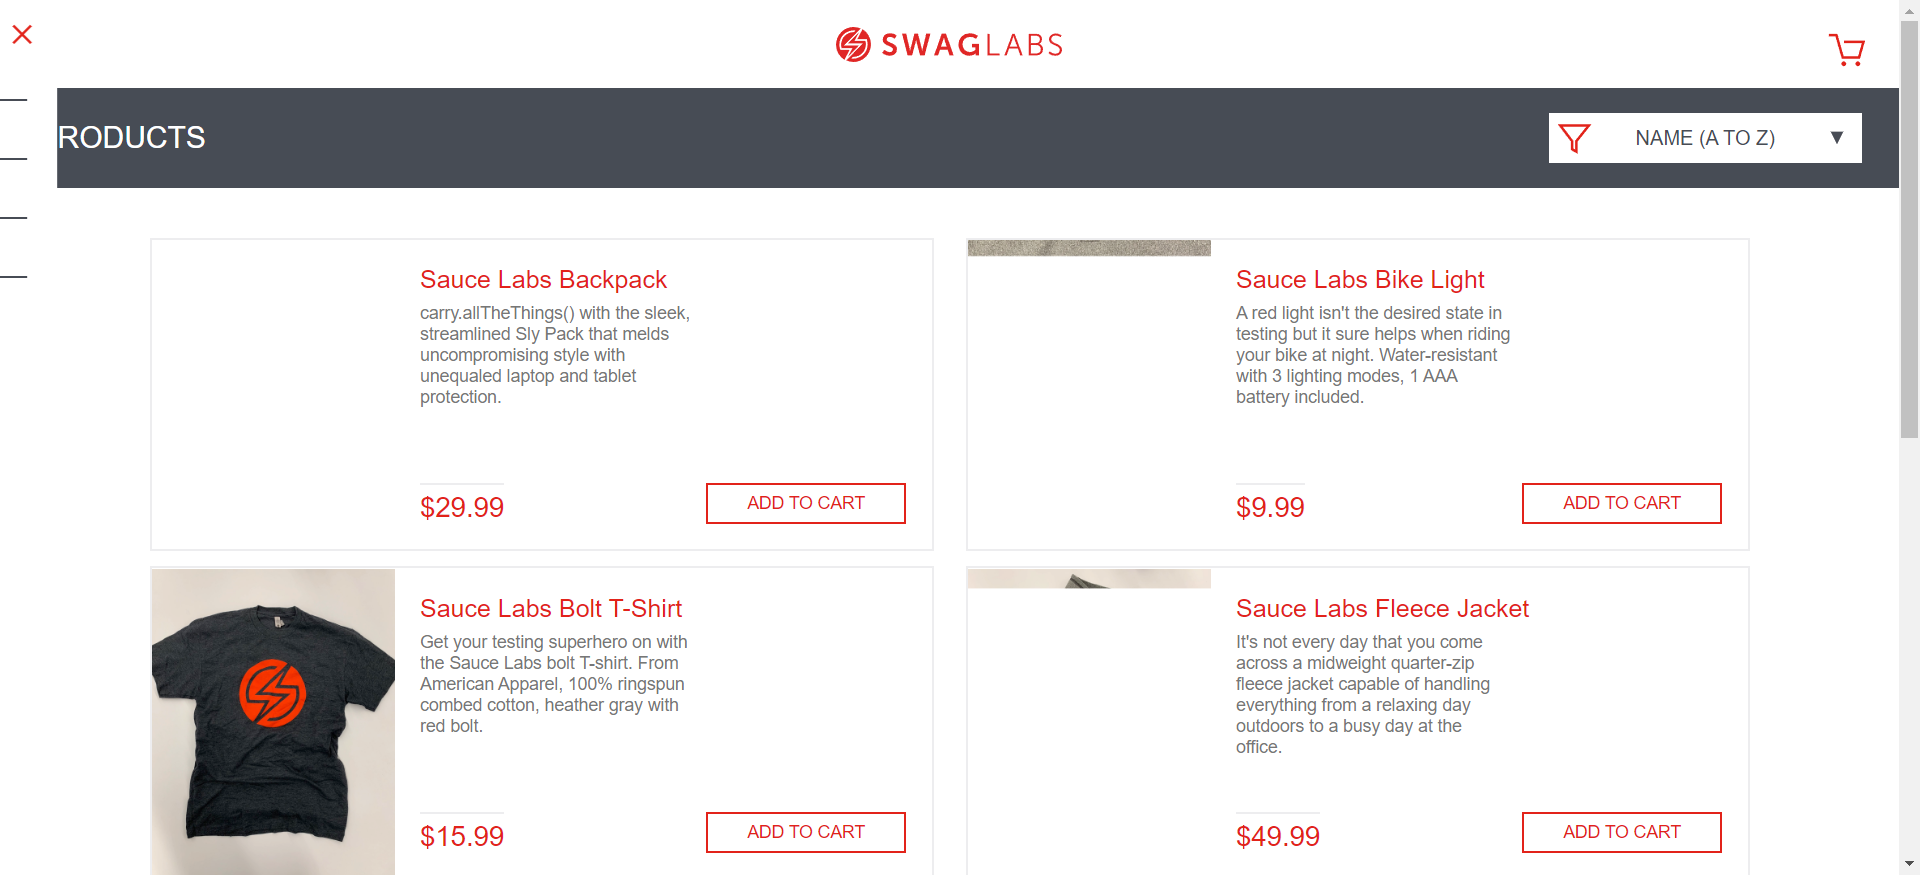 SWAGLABS
RODUCTS
NAME (A TO Z)
Sauce Labs Backpack
carry.allTheThings() with the sleek,
streamlined Sly Pack that melds
uncompromising style with
unequaled laptop and tablet
protection.
$29.99
ADD TO CART
Sauce Labs Bike Light
A red light isn't the desired state in
testing but it sure helps when riding
your bike at night. Water-resistant
with 3 lighting modes, 1 AAA
battery included.
$9.99
ADD TO CART
Sauce Labs Bolt T-Shirt
Get your testing superhero on with
the Sauce Labs bolt T-shirt. From
American Apparel, 100% ringspun
combed cotton, heather gray with
red bolt.
$15.99
ADD TO CART
Sauce Labs Fleece Jacket
It's not every day that you come
across a midweight quarter-zip
fleece jacket capable of handling
everything from a relaxing day
outdoors to a busy day at the
office.
$49.99
ADD TO CART